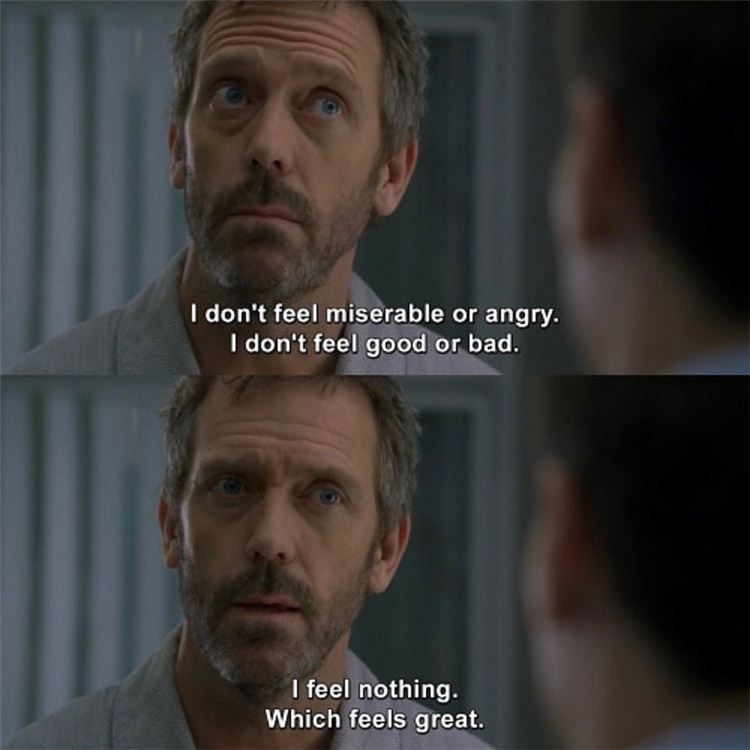 I don't feel miserable or angry.
I don't feel good or bad.
I feel nothing.
Which feels great.